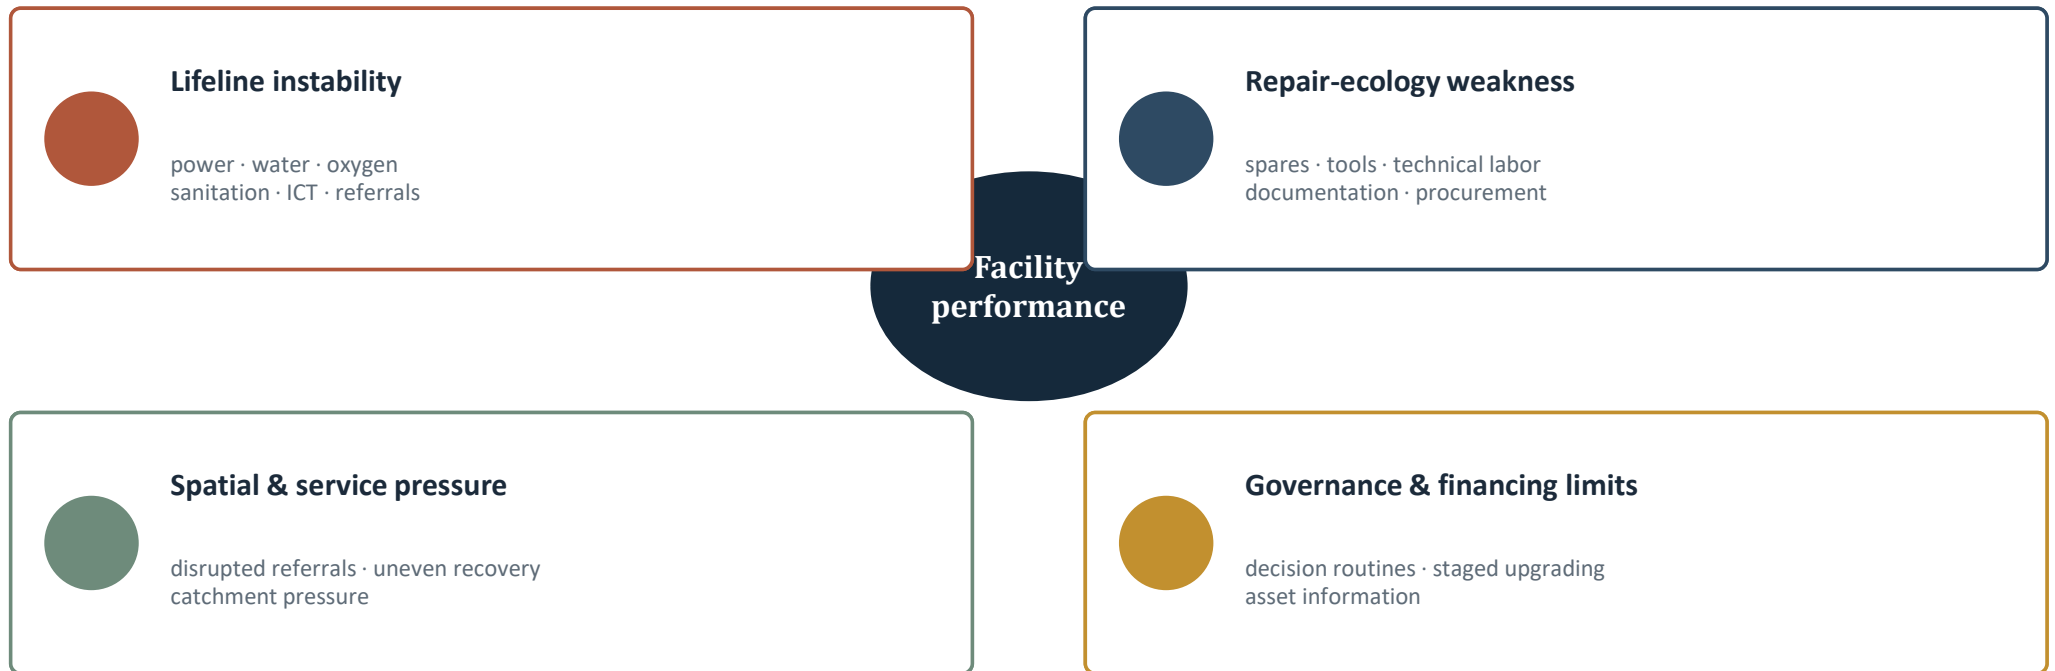 Lifeline instability
power · water · oxygen
sanitation · ICT · referrals
Repair-ecology weakness
spares · tools · technical labor
documentation · procurement
Facility
performance
Spatial & service pressure
disrupted referrals · uneven recovery
catchment pressure
Governance & financing limits
decision routines · staged upgrading
asset information